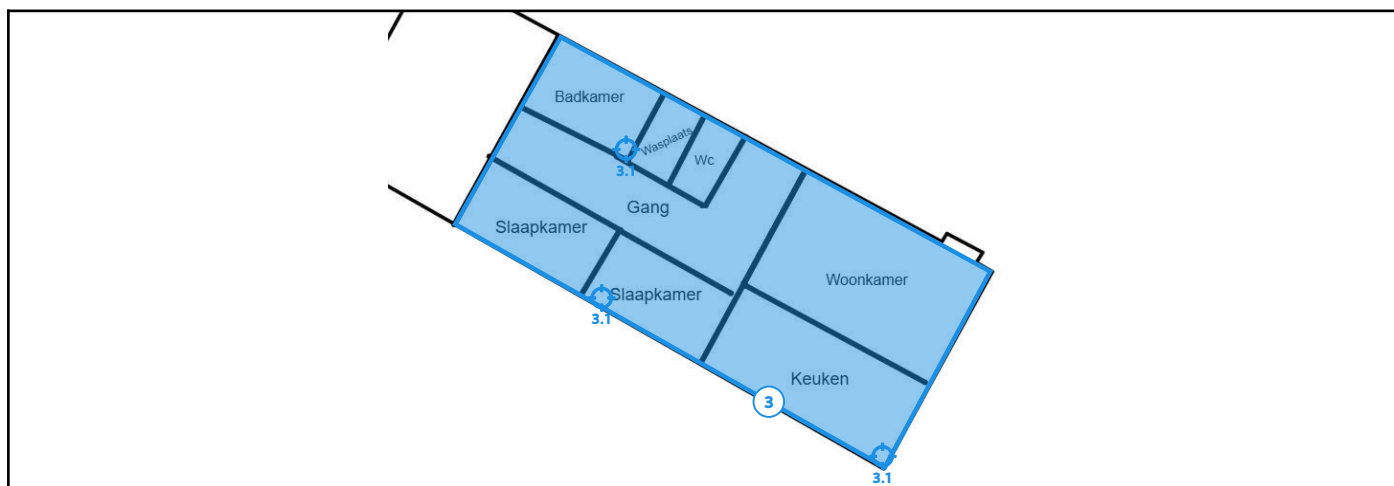 Badkamer
Wasplaats
Wc
3.1
Gang
Slaapkamer
Woonkamer
Slaapkamer
3.1
Keuken
3
3.1